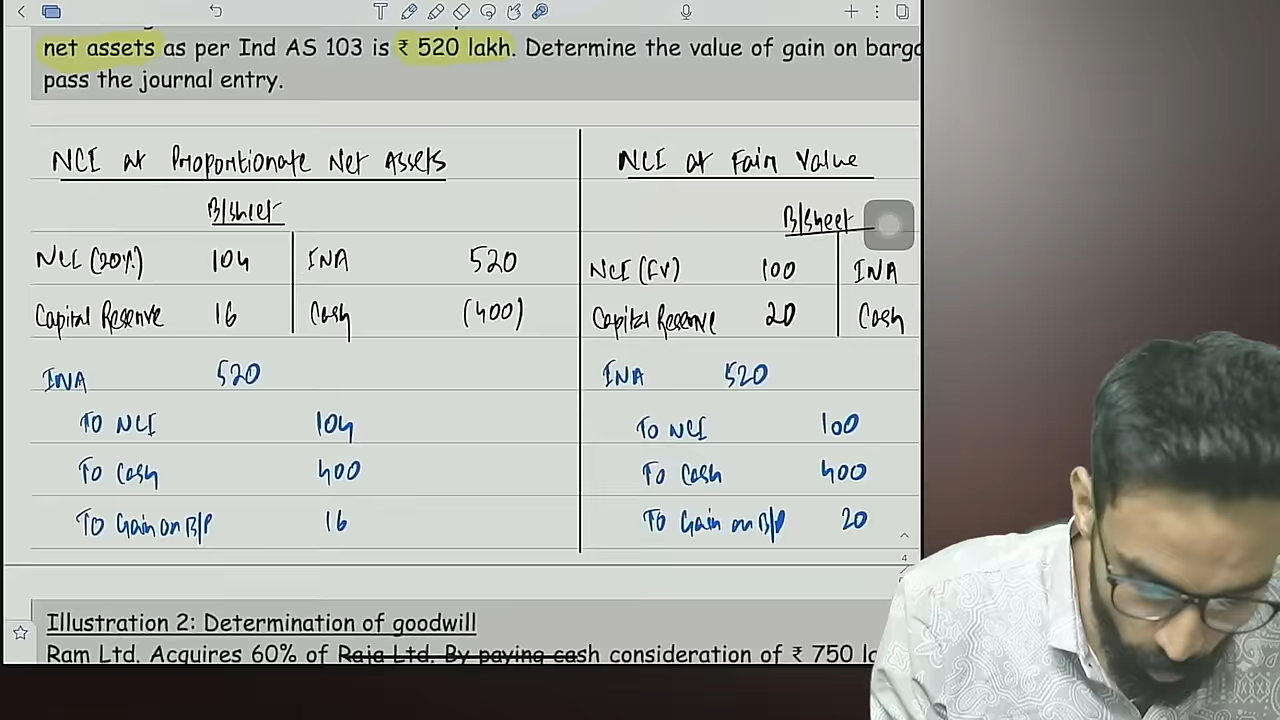 net assets as per Ind AS 103 is ₹ 520 lakh. Determine the value of gain on barga
pass the journal entry.
NCI at Proportionate Net Assets
B/sheet
NCI (20%) 104 INA 520
Capital Reserve 16 Cash (400)
INA 520
To NCI 104
To Cash 400
To Gain on B/P 16
NCI at Fair Value
B/sheet
NCI (FV) 100 INA
Capital Reserve 20 Cash
INA 520
To NCI 100
To Cash 400
To Gain on B/P 20
4
Illustration 2: Determination of goodwill
Ram Ltd. Acquires 60% of Raja Ltd. By paying cash consideration of ₹ 750 la